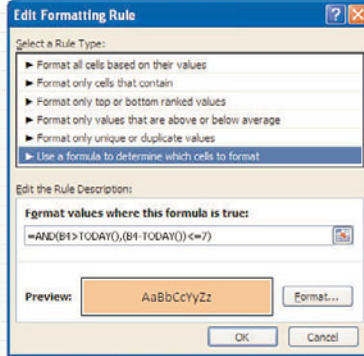 Edit Formatting Rule
Select a Rule Type:
► Format all cells based on their values
► Format only cells that contain
► Format only top or bottom ranked values
► Format only values that are above or below average
► Format only unique or duplicate values
► Use a formula to determine which cells to format
Edit the Rule Description:
Format values where this formula is true:
=AND(B4>TODAY(),(B4-TODAY())<=7)
Preview:
AaBbCcYyZz
Format...
OK
Cancel